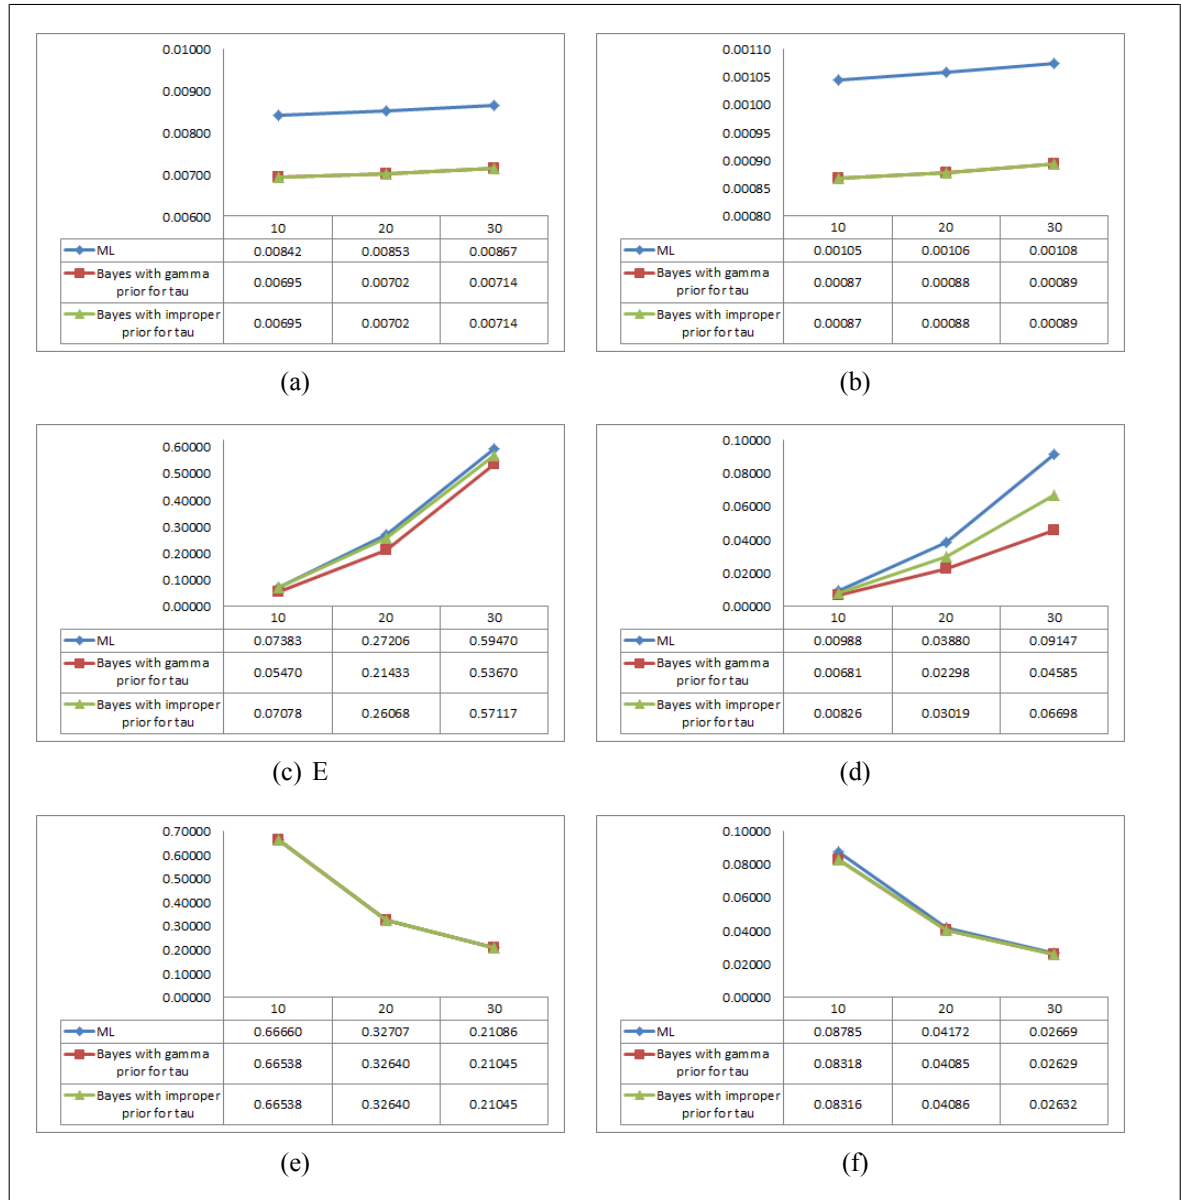 0.01000
0.00900
0.00800
0.00700
0.00600
10 20 30
ML 0.00842 0.00853 0.00867
Bayes with gamma
prior for tau 0.00695 0.00702 0.00714
Bayes with improper
prior for tau 0.00695 0.00702 0.00714
(a)
0.00110
0.00105
0.00100
0.00095
0.00090
0.00085
0.00080
10 20 30
ML 0.00105 0.00106 0.00108
Bayes with gamma
prior for tau 0.00087 0.00088 0.00089
Bayes with improper
prior for tau 0.00087 0.00088 0.00089
(b)
0.60000
0.50000
0.40000
0.30000
0.20000
0.10000
0.00000
10 20 30
ML 0.07383 0.27206 0.59470
Bayes with gamma
prior for tau 0.05470 0.21433 0.53670
Bayes with improper
prior for tau 0.07078 0.26068 0.57117
(c) E
0.10000
0.08000
0.06000
0.04000
0.02000
0.00000
10 20 30
ML 0.00988 0.03880 0.09147
Bayes with gamma
prior for tau 0.00681 0.02298 0.04585
Bayes with improper
prior for tau 0.00826 0.03019 0.06698
(d)
0.70000
0.60000
0.50000
0.40000
0.30000
0.20000
0.10000
0.00000
10 20 30
ML 0.66660 0.32707 0.21086
Bayes with gamma
prior for tau 0.66538 0.32640 0.21045
Bayes with improper
prior for tau 0.66538 0.32640 0.21045
(e)
0.10000
0.08000
0.06000
0.04000
0.02000
0.00000
10 20 30
ML 0.08785 0.04172 0.02669
Bayes with gamma
prior for tau 0.08318 0.04085 0.02629
Bayes with improper
prior for tau 0.08316 0.04086 0.02632
(f)